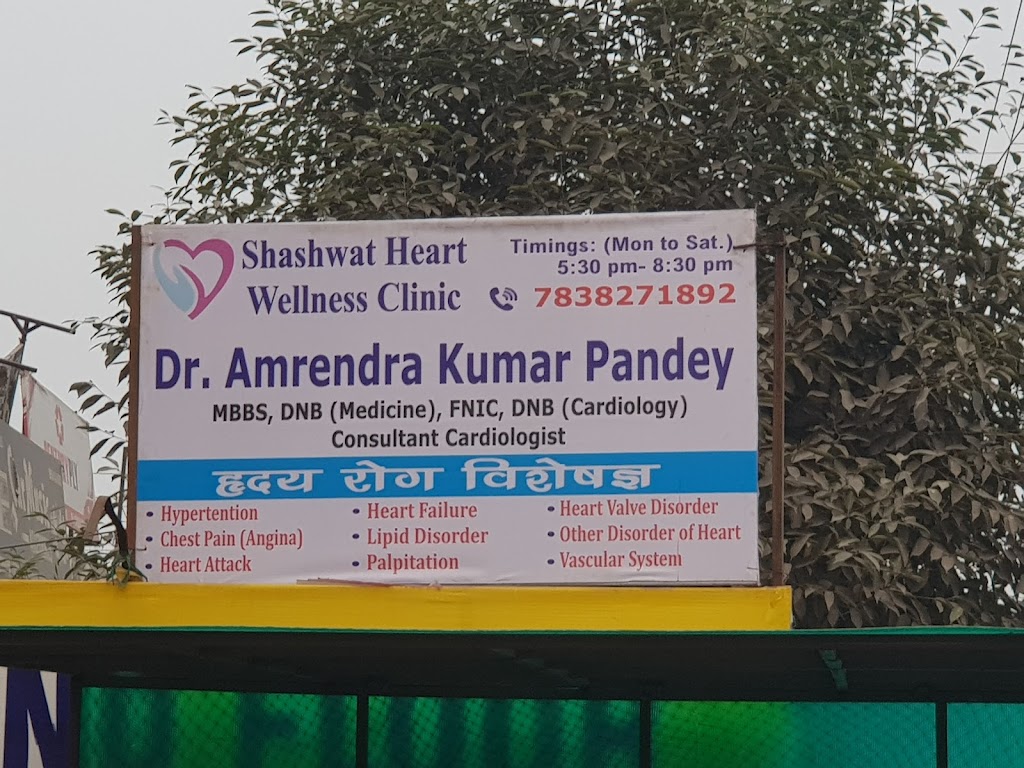 Shashwat Heart
Wellness Clinic
Timings: (Mon to Sat.)
5:30 pm- 8:30 pm
7838271892
Dr. Amrendra Kumar Pandey
MBBS, DNB (Medicine), FNIC, DNB (Cardiology)
Consultant Cardiologist
हृदय रोग विशेषज्ञ
• Hypertention
• Chest Pain (Angina)
• Heart Attack
• Heart Failure
• Lipid Disorder
• Palpitation
• Heart Valve Disorder
• Other Disorder of Heart
• Vascular System
N